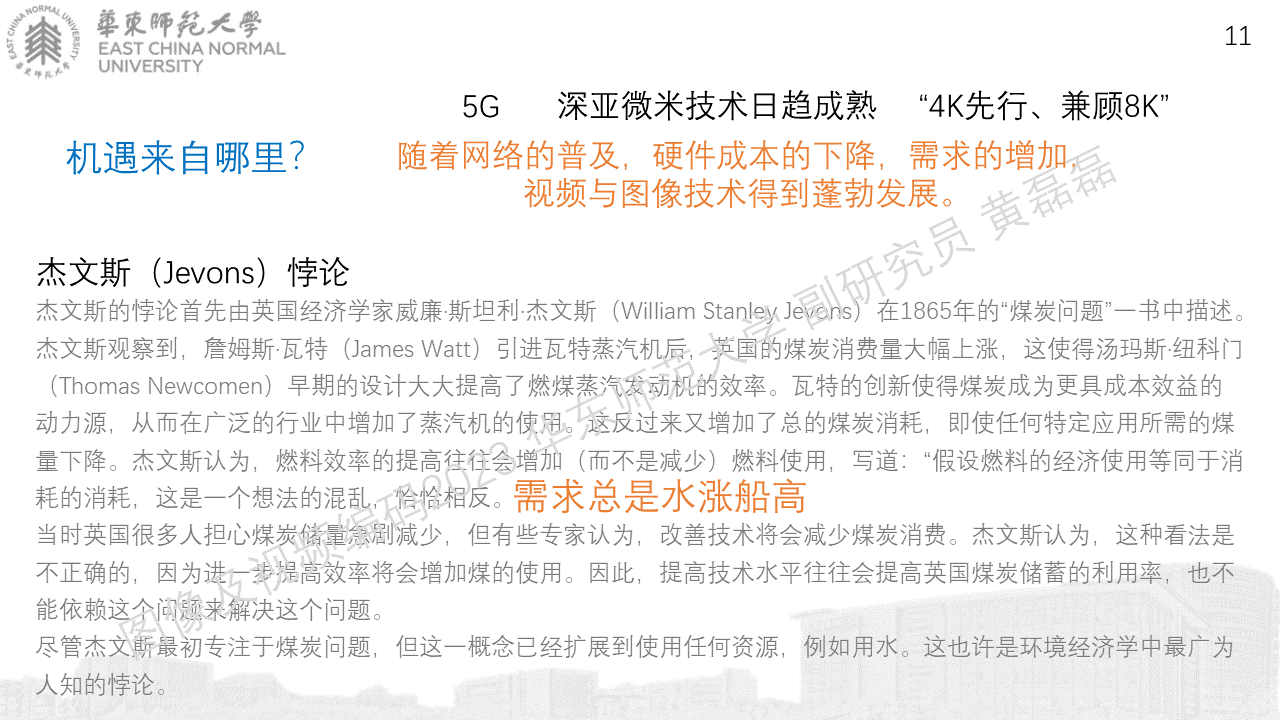 華東師範大學
EAST CHINA NORMAL
UNIVERSITY
EAST CHINA NORMAL UNIVERSITY
華東师范大學
11
5G 深亚微米技术日趋成熟 “4K先行、兼顾8K”
机遇来自哪里？
随着网络的普及，硬件成本的下降，需求的增加，
视频与图像技术得到蓬勃发展。
杰文斯（Jevons）悖论
杰文斯的悖论首先由英国经济学家威廉·斯坦利·杰文斯（William Stanley Jevons）在1865年的“煤炭问题”一书中描述。
杰文斯观察到，詹姆斯·瓦特（James Watt）引进瓦特蒸汽机后，英国的煤炭消费量大幅上涨，这使得汤玛斯·纽科门
（Thomas Newcomen）早期的设计大大提高了燃煤蒸汽发动机的效率。瓦特的创新使得煤炭成为更具成本效益的
动力源，从而在广泛的行业中增加了蒸汽机的使用。这反过来又增加了总的煤炭消耗，即使任何特定应用所需的煤
量下降。杰文斯认为，燃料效率的提高往往会增加（而不是减少）燃料使用，写道：“假设燃料的经济使用等同于消
耗的消耗，这是一个想法的混乱，恰恰相反。需求总是水涨船高
当时英国很多人担心煤炭储量急剧减少，但有些专家认为，改善技术将会减少煤炭消费。杰文斯认为，这种看法是
不正确的，因为进一步提高效率将会增加煤的使用。因此，提高技术水平往往会提高英国煤炭储蓄的利用率，也不
能依赖这个问题来解决这个问题。
尽管杰文斯最初专注于煤炭问题，但这一概念已经扩展到使用任何资源，例如用水。这也许是环境经济学中最广为
人知的悖论。
图像及视频编码2023 华东师范大学 副研究员 黄磊磊